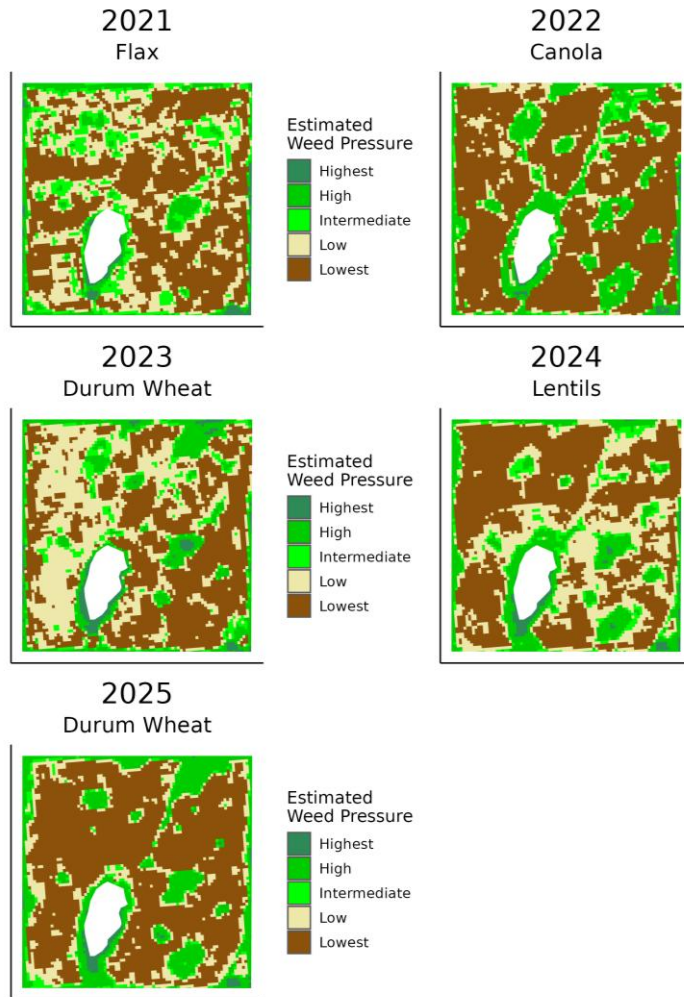 2021
Flax
Estimated
Weed Pressure
Highest
High
Intermediate
Low
Lowest
2022
Canola
2023
Durum Wheat
Estimated
Weed Pressure
Highest
High
Intermediate
Low
Lowest
2024
Lentils
2025
Durum Wheat
Estimated
Weed Pressure
Highest
High
Intermediate
Low
Lowest